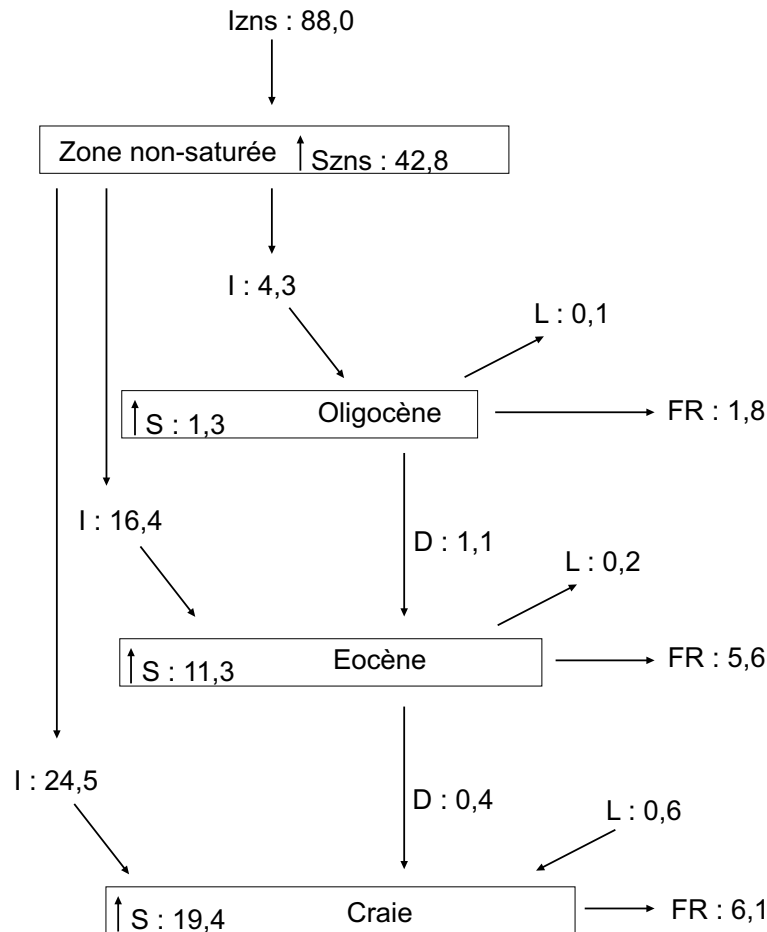 Izns : 88,0
Zone non-saturée Szns : 42,8
I : 4,3
L : 0,1
Oligocène
S : 1,3
FR : 1,8
I : 16,4
D : 1,1
L : 0,2
Eocène
S : 11,3
FR : 5,6
I : 24,5
D : 0,4
L : 0,6
S : 19,4
Craie
FR : 6,1